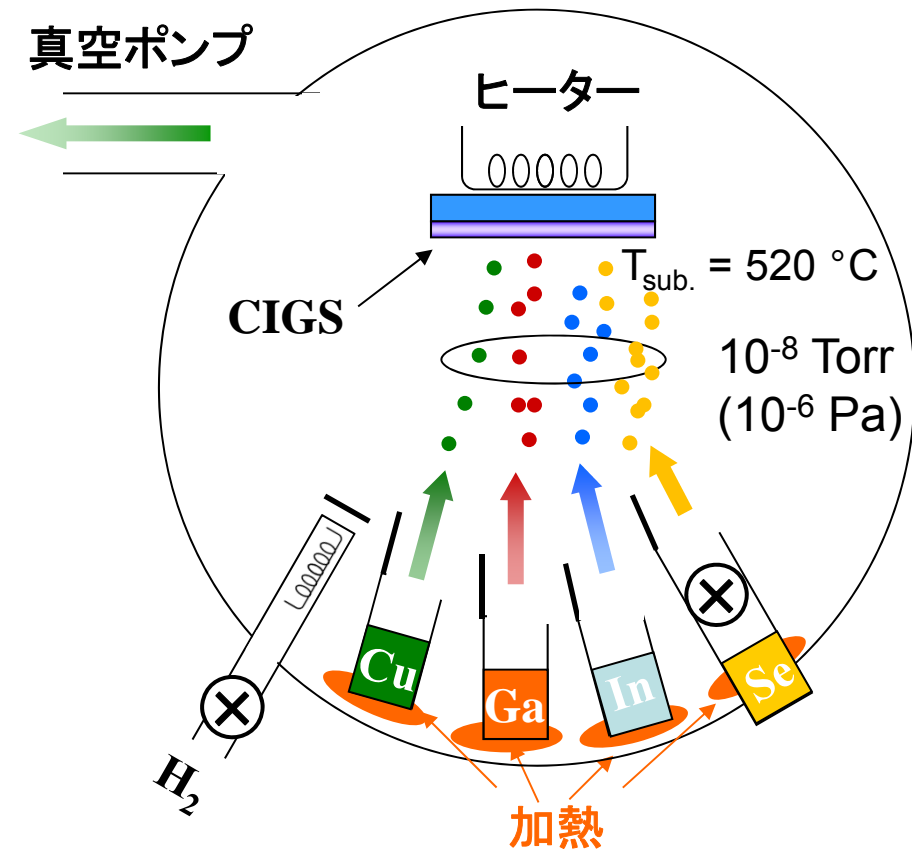 真空ポンプ
ヒーター
CIGS
Tsub. = 520 °C
10-8 Torr
(10-6 Pa)
Cu
Ga
In
Se
H2
加熱